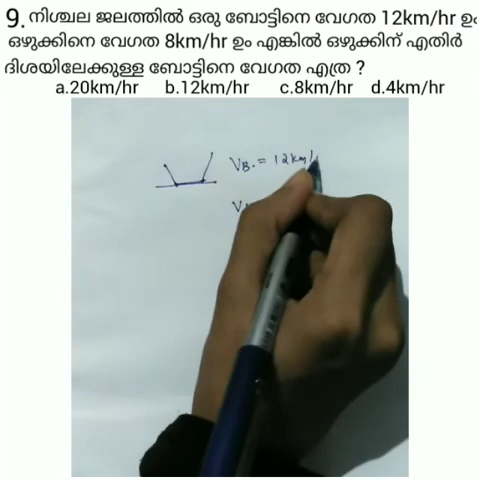 9. നിശ്ചല ജലത്തിൽ ഒരു ബോട്ടിനെ വേഗത 12km/hr ഉം
ഒഴുക്കിനെ വേഗത 8km/hr ഉം എങ്കിൽ ഒഴുക്കിന് എതിർ
ദിശയിലേക്കുള്ള ബോട്ടിനെ വേഗത എത്ര ?
a.20km/hr b.12km/hr c.8km/hr d.4km/hr
V_B. = 12km/
V